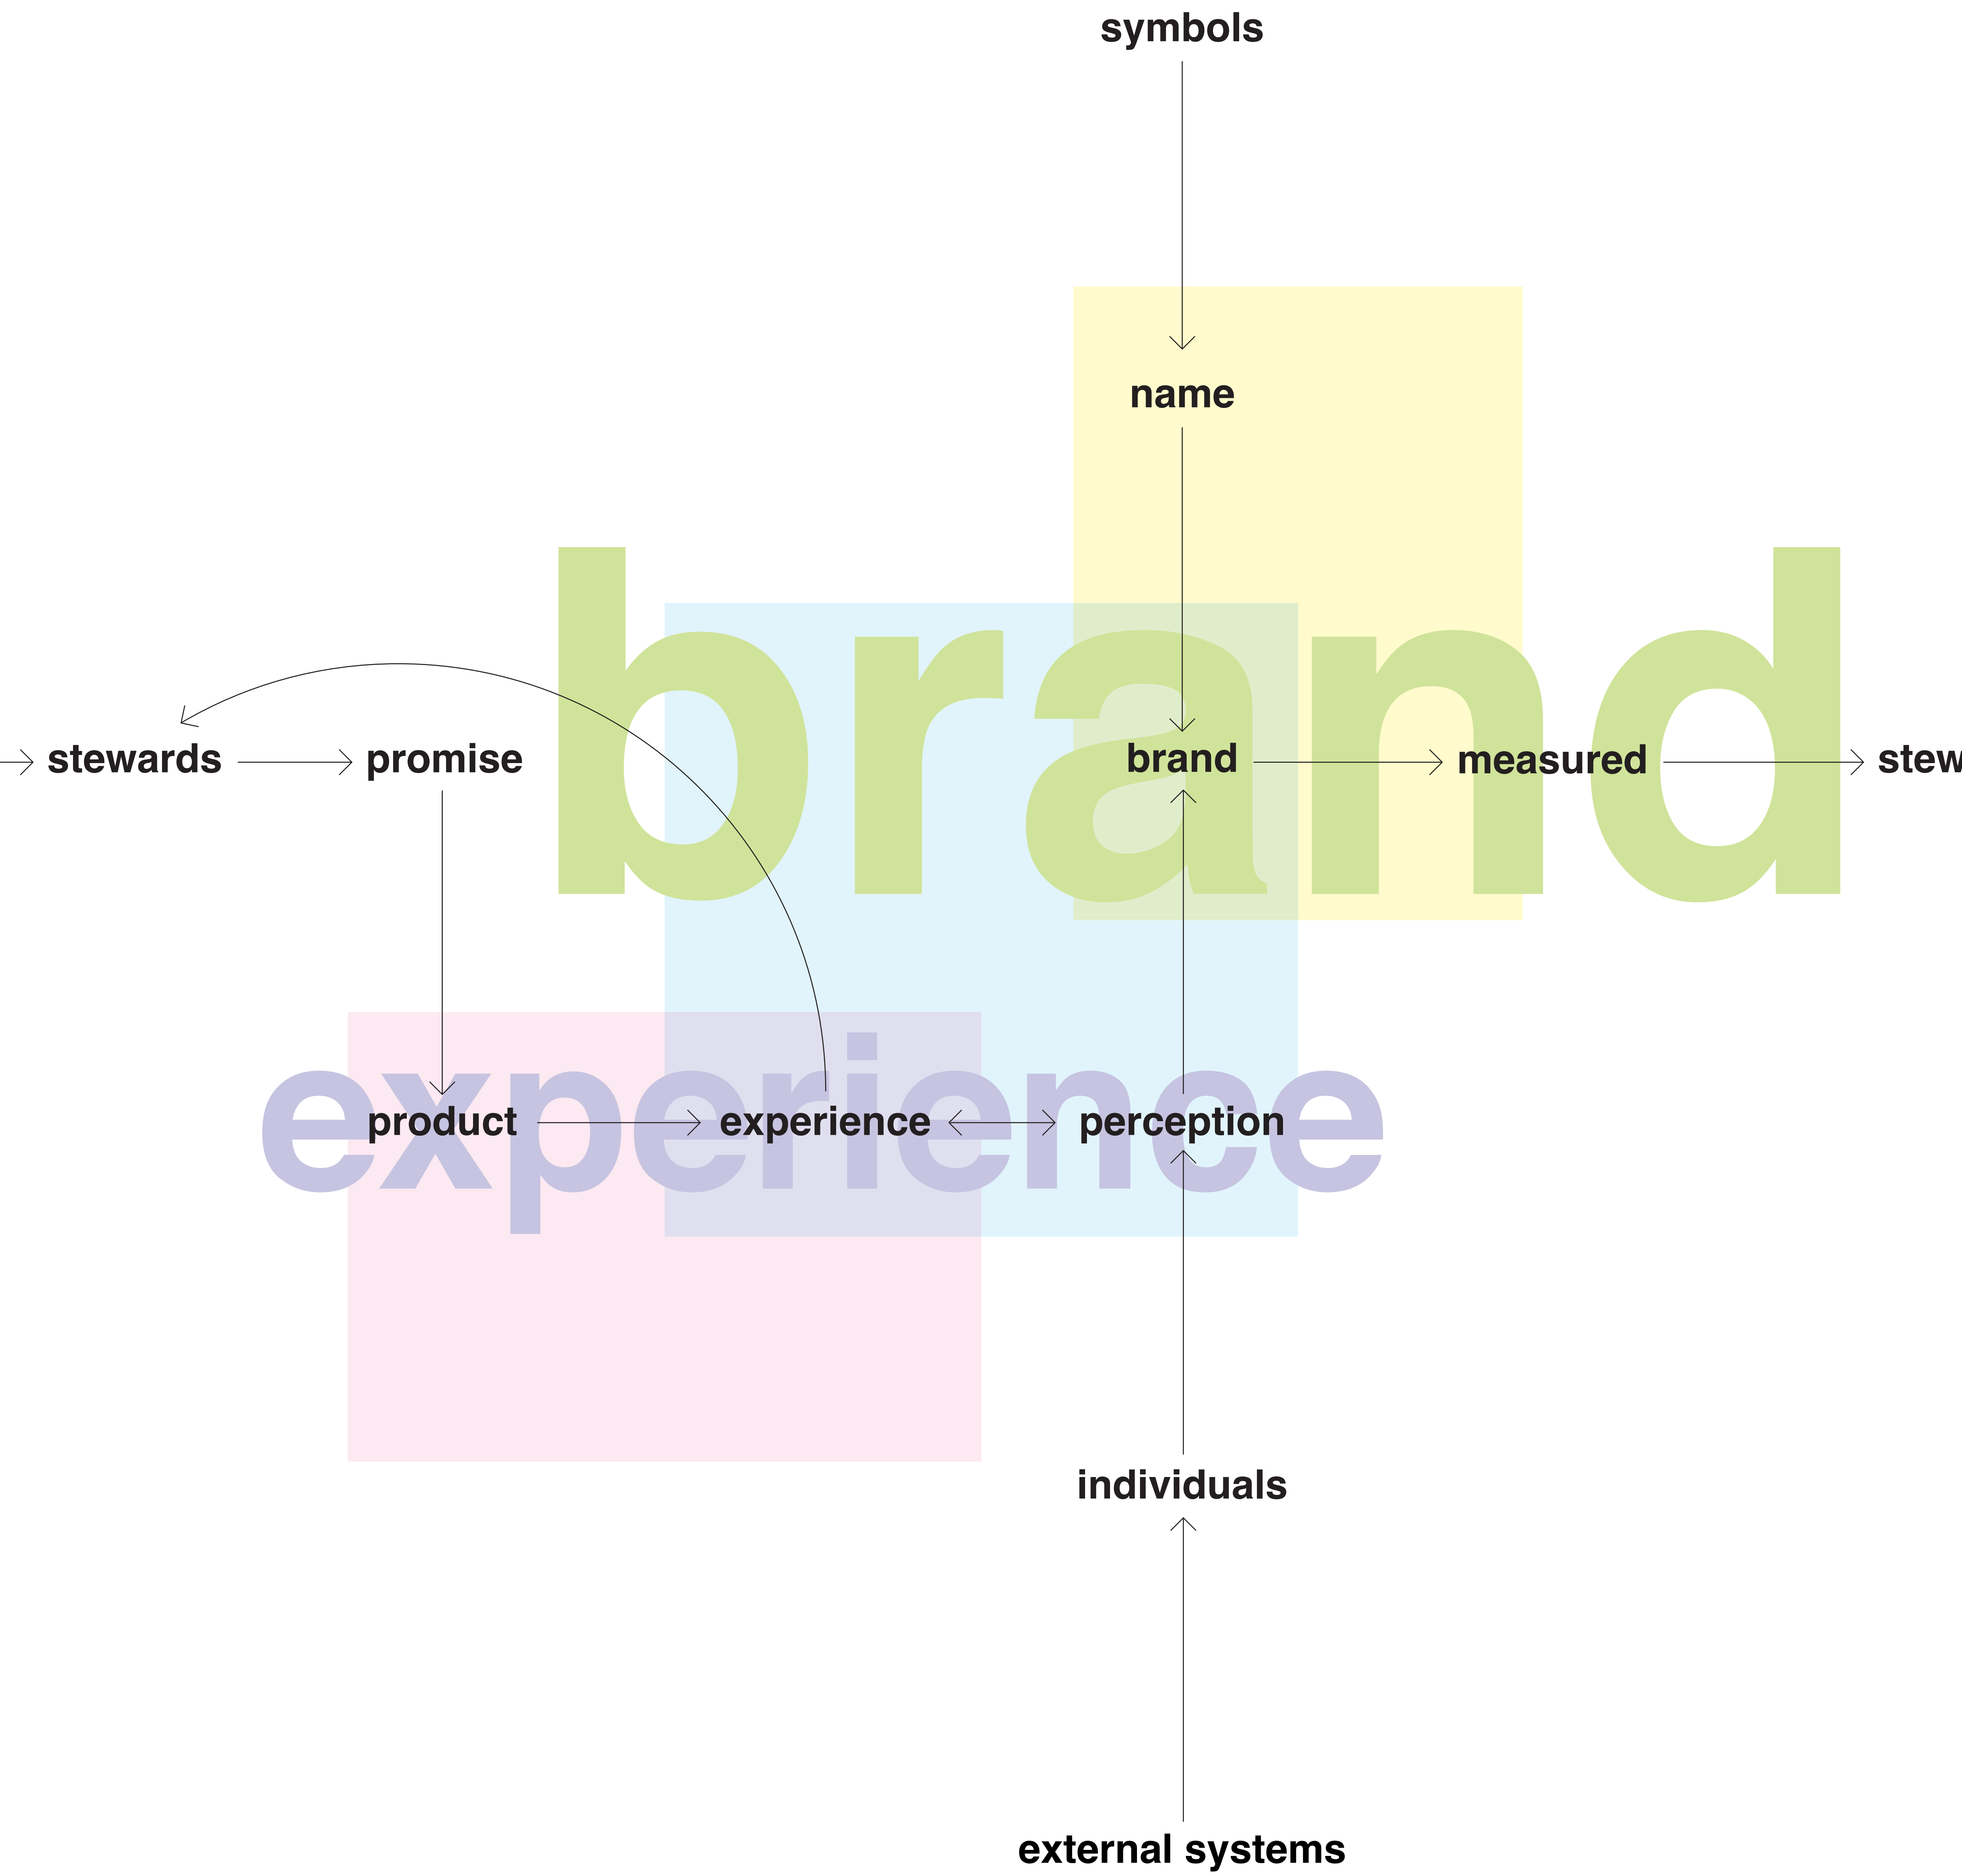 symbols
name
brand
stewards
promise
brand
measured
stew
experience
product
experience
perception
individuals
external systems